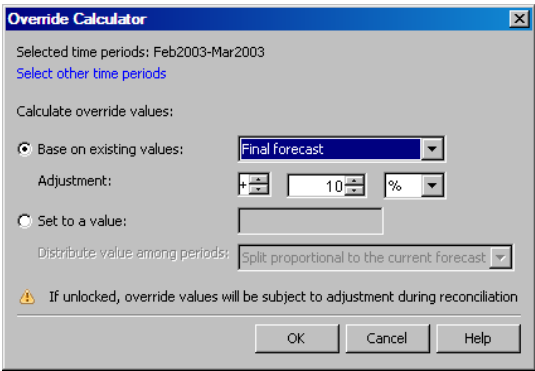 Override Calculator
Selected time periods: Feb2003-Mar2003
Select other time periods
Calculate override values:
Base on existing values: Final forecast
Adjustment: + 10 %
Set to a value:
Distribute value among periods: Split proportional to the current forecast
If unlocked, override values will be subject to adjustment during reconciliation
OK Cancel Help